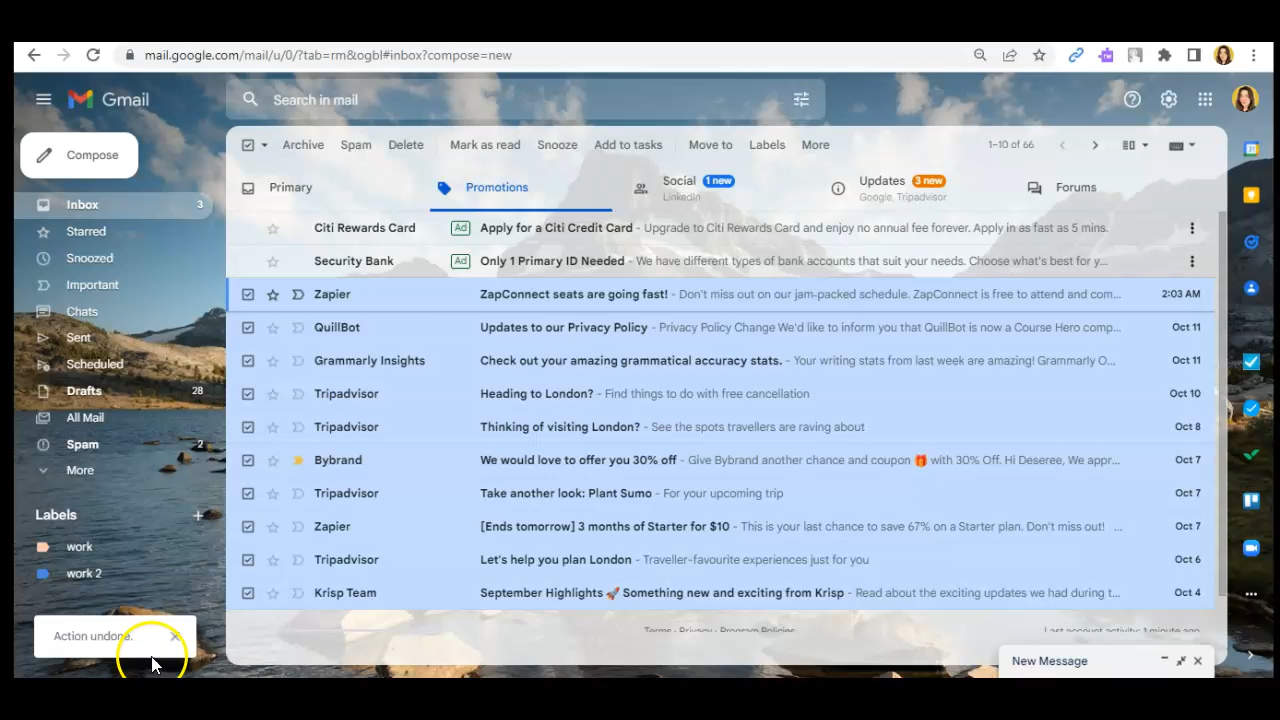 mail.google.com/mail/u/0/?tab=rm&ogbl#inbox?compose=new
Gmail
Search in mail
Compose
Archive Spam Delete Mark as read Snooze Add to tasks Move to Labels More 1–10 of 66
Primary
Promotions
Social 1 new
LinkedIn
Updates 3 new
Google, Tripadvisor
Forums
Inbox 3
Starred
Snoozed
Important
Chats
Sent
Scheduled
Drafts 28
All Mail
Spam 2
More
Labels +
work
work 2
Action undone.
Citi Rewards Card Ad Apply for a Citi Credit Card - Upgrade to Citi Rewards Card and enjoy no annual fee forever. Apply in as fast as 5 mins.
Security Bank Ad Only 1 Primary ID Needed - We have different types of bank accounts that suit your needs. Choose what's best for y...
Zapier ZapConnect seats are going fast! - Don't miss out on our jam-packed schedule. ZapConnect is free to attend and com... 2:03 AM
QuillBot Updates to our Privacy Policy - Privacy Policy Change We'd like to inform you that QuillBot is now a Course Hero comp... Oct 11
Grammarly Insights Check out your amazing grammatical accuracy stats. - Your writing stats from last week are amazing! Grammarly O... Oct 11
Tripadvisor Heading to London? - Find things to do with free cancellation Oct 10
Tripadvisor Thinking of visiting London? - See the spots travellers are raving about Oct 8
Bybrand We would love to offer you 30% off - Give Bybrand another chance and coupon 🎁 with 30% Off. Hi Deseree, We appr... Oct 7
Tripadvisor Take another look: Plant Sumo - For your upcoming trip Oct 7
Zapier [Ends tomorrow] 3 months of Starter for $10 - This is your last chance to save 67% on a Starter plan. Don't miss out! ... Oct 7
Tripadvisor Let's help you plan London - Traveller-favourite experiences just for you Oct 6
Krisp Team September Highlights 🚀 Something new and exciting from Krisp - Read about the exciting updates we had during t... Oct 4
Terms · Privacy · Program Policies Last account activity: 1 minute ago
New Message